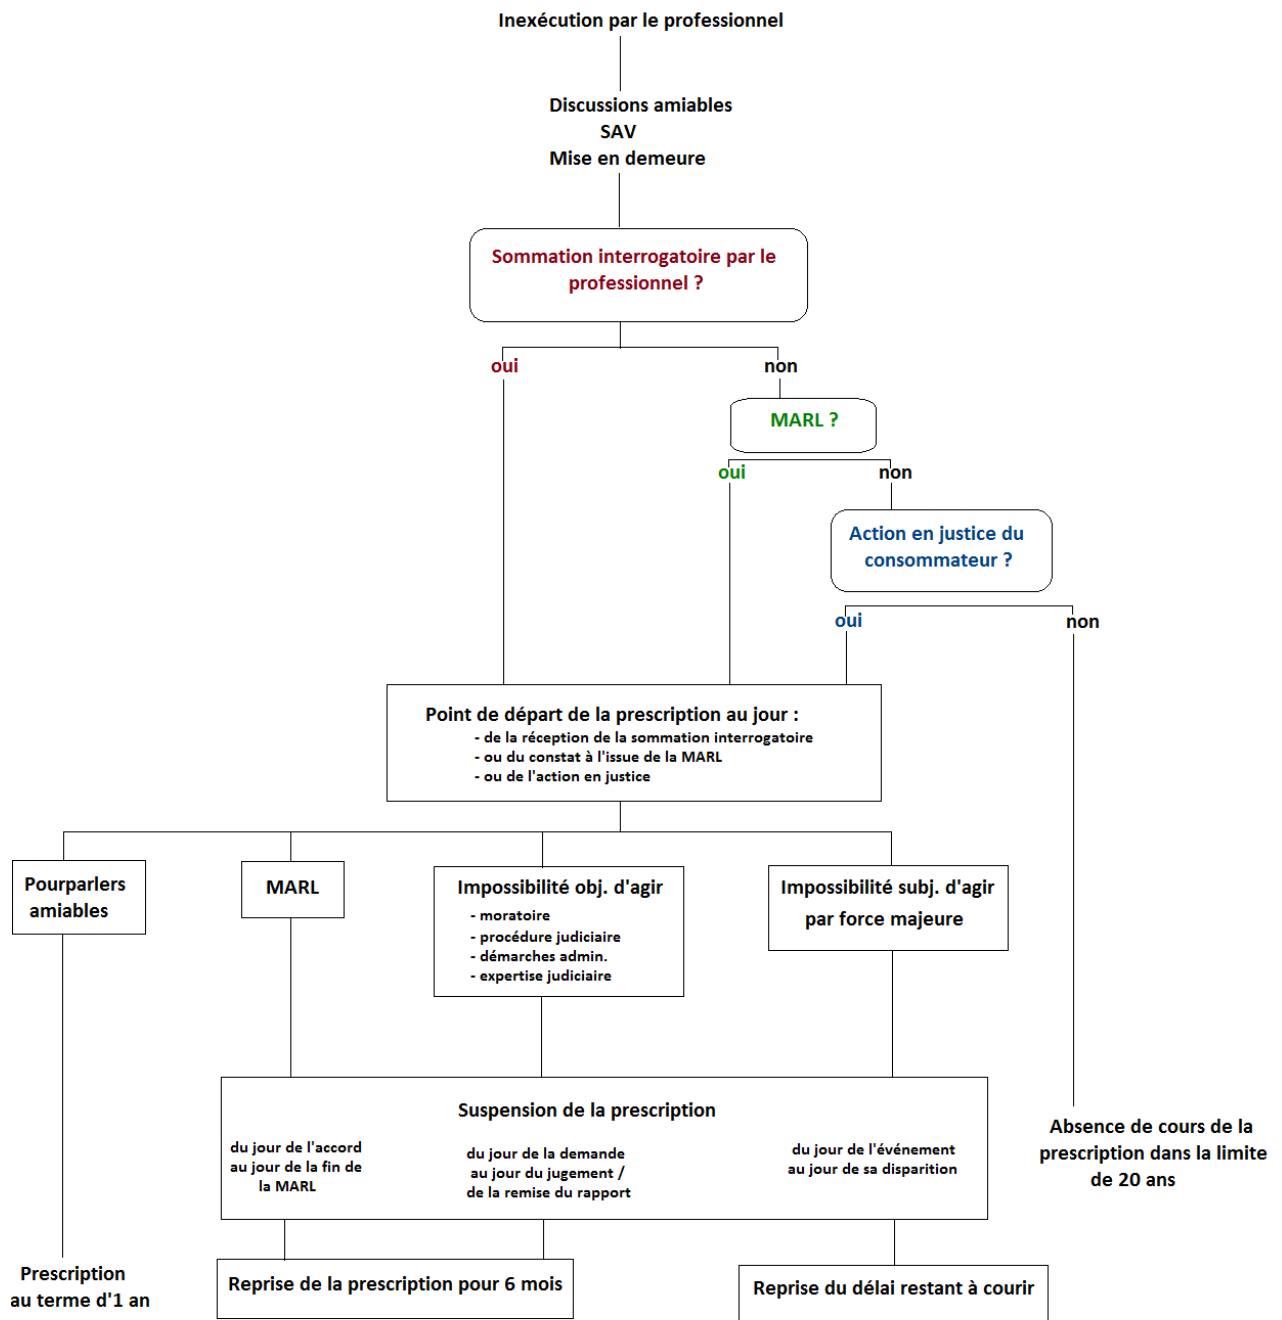 Inexécution par le professionnel
Discussions amiables
SAV
Mise en demeure
Sommation interrogatoire par le
professionnel ?
oui
non
MARL ?
oui
non
Action en justice du
consommateur ?
oui
non
Point de départ de la prescription au jour :
- de la réception de la sommation interrogatoire
- ou du constat à l'issue de la MARL
- ou de l'action en justice
Pourparlers
amiables
MARL
Impossibilité obj. d'agir
- moratoire
- procédure judiciaire
- démarches admin.
- expertise judiciaire
Impossibilité subj. d'agir
par force majeure
Suspension de la prescription
du jour de l'accord
au jour de la fin de
la MARL
du jour de la demande
au jour du jugement /
de la remise du rapport
du jour de l'événement
au jour de sa disparition
Absence de cours de la
prescription dans la limite
de 20 ans
Prescription
au terme d'1 an
Reprise de la prescription pour 6 mois
Reprise du délai restant à courir